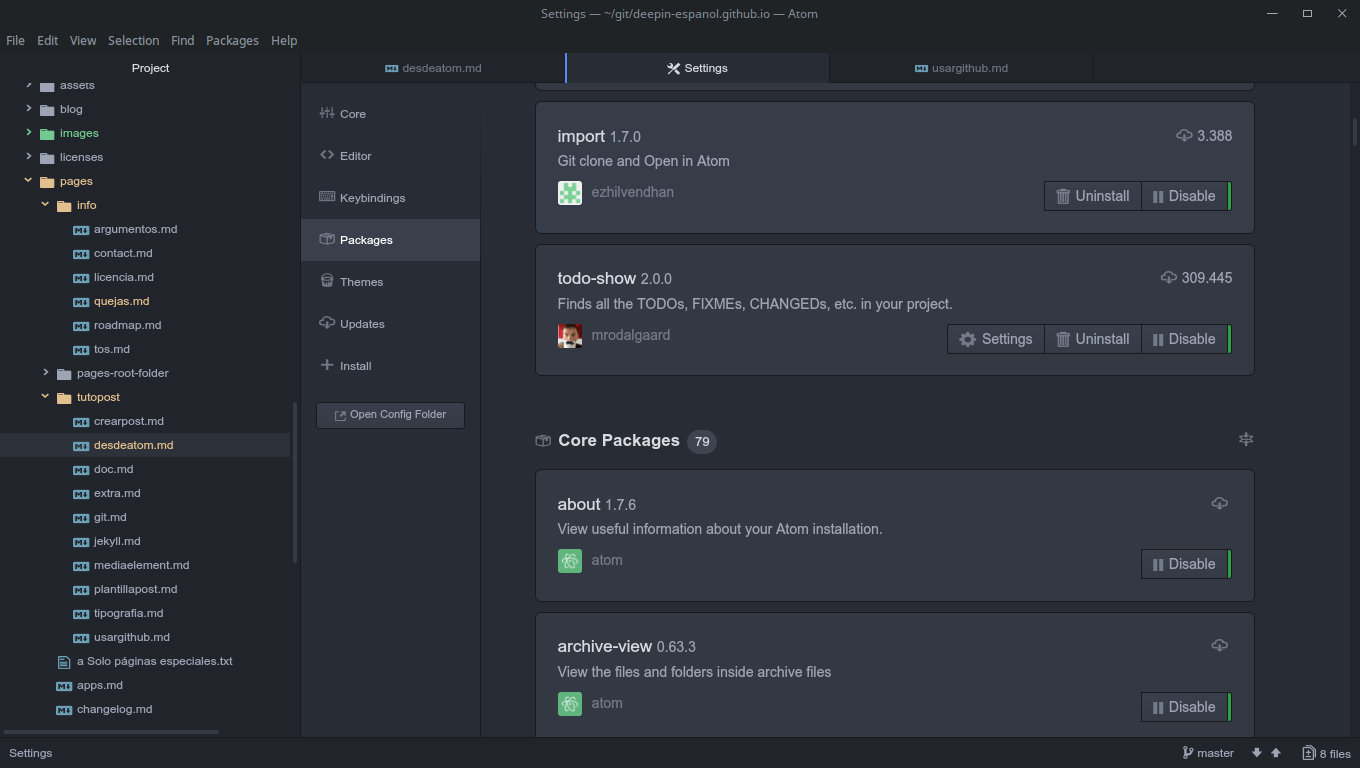 Settings — ~/git/deepin-espanol.github.io — Atom
File Edit View Selection Find Packages Help
Project
assets
blog
images
licenses
pages
info
argumentos.md
contact.md
licencia.md
quejas.md
roadmap.md
tos.md
pages-root-folder
tutopost
crearpost.md
desdeatom.md
doc.md
extra.md
git.md
jekyll.md
mediaelement.md
plantillapost.md
tipografia.md
usargithub.md
a Solo páginas especiales.txt
apps.md
changelog.md
desdeatom.md
Settings
usargithub.md
Core
Editor
Keybindings
Packages
Themes
Updates
Install
Open Config Folder
import 1.7.0 3.388
Git clone and Open in Atom
ezhilvendhan
Uninstall Disable
todo-show 2.0.0 309.445
Finds all the TODOs, FIXMEs, CHANGEDs, etc. in your project.
mrodalgaard
Settings Uninstall Disable
Core Packages 79
about 1.7.6
View useful information about your Atom installation.
atom
Disable
archive-view 0.63.3
View the files and folders inside archive files
atom
Disable
Settings
master
8 files